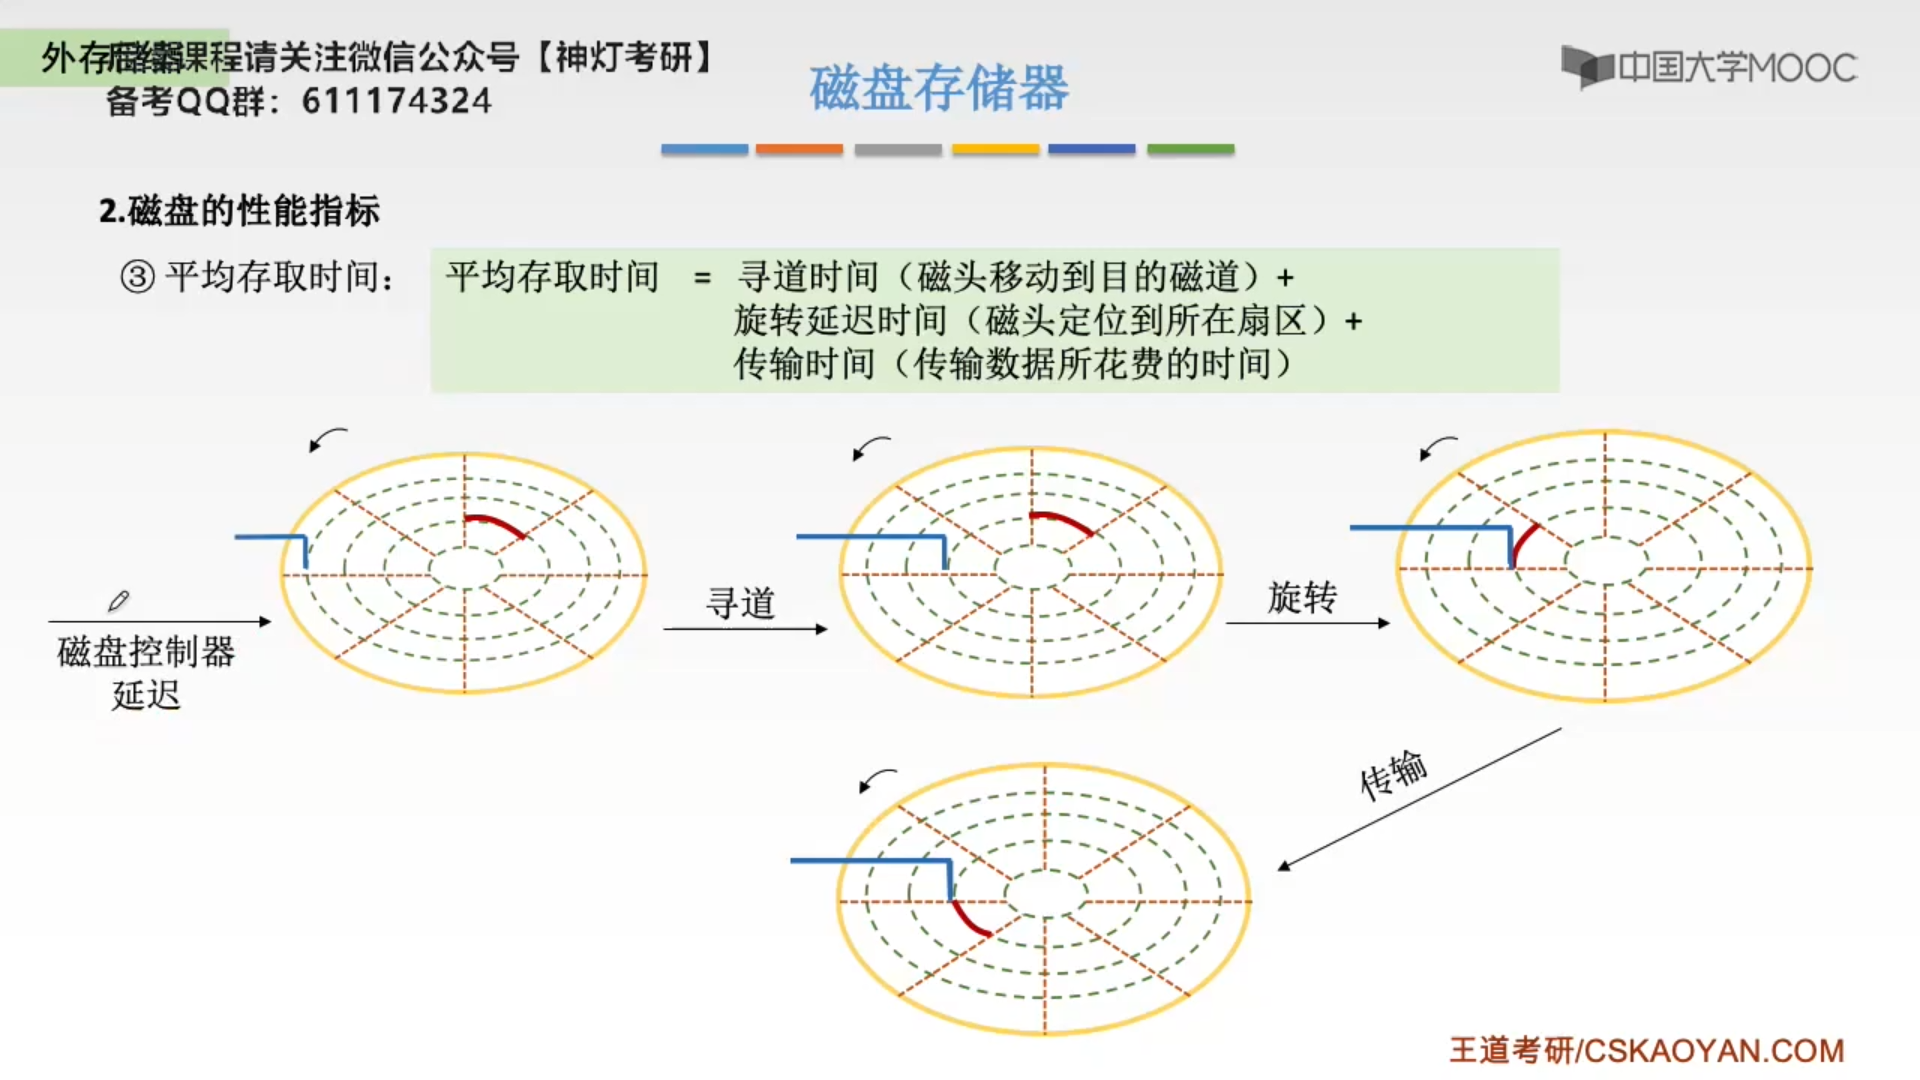 外存储器课程请关注微信公众号【神灯考研】
备考QQ群：611174324
磁盘存储器
中国大学MOOC
2.磁盘的性能指标
③ 平均存取时间：
平均存取时间 = 寻道时间（磁头移动到目的磁道）+
旋转延迟时间（磁头定位到所在扇区）+
传输时间（传输数据所花费的时间）
磁盘控制器
延迟
寻道
旋转
传输
王道考研/CSKAOYAN.COM